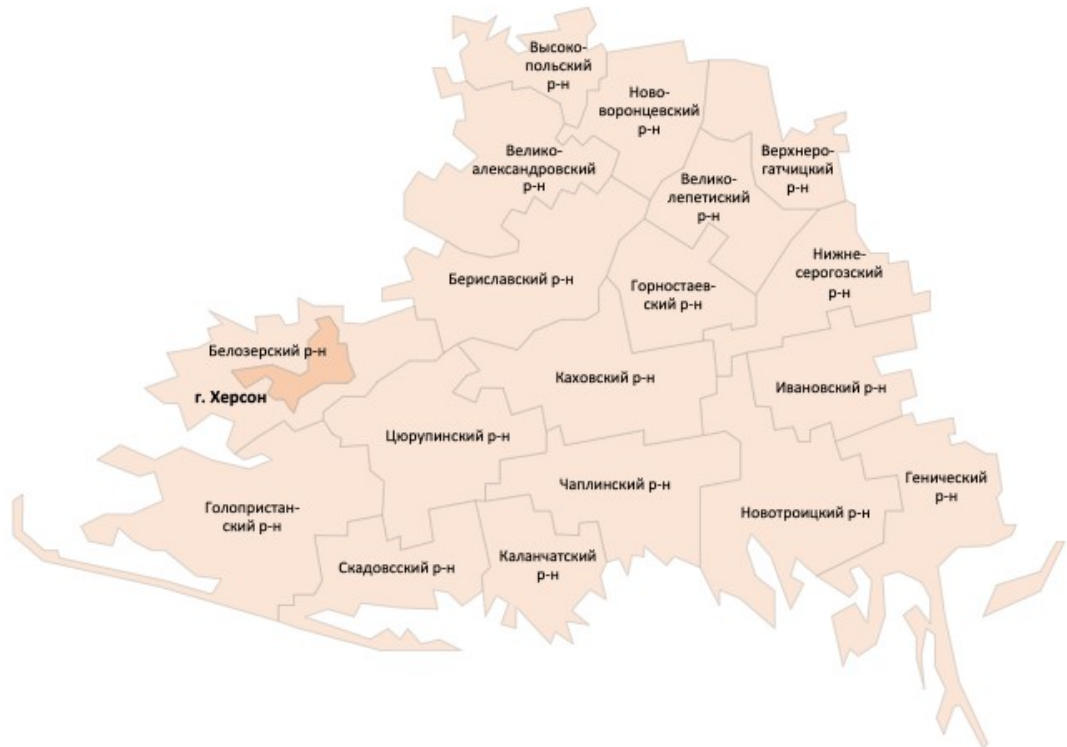 Высоко-
польский
р-н
Ново-
воронцевский
р-н
Верхнеро-
гатчицкий
р-н
Велико-
александровский
р-н
Велико-
лепетиский
р-н
Нижне-
серогозский
р-н
Бериславский р-н
Горностаев-
ский р-н
Белозерский р-н
г. Херсон
Каховский р-н
Ивановский р-н
Цюрупинский р-н
Чаплинский р-н
Генический
р-н
Голопристан-
ский р-н
Новотроицкий р-н
Скадовсский р-н
Каланчатский
р-н